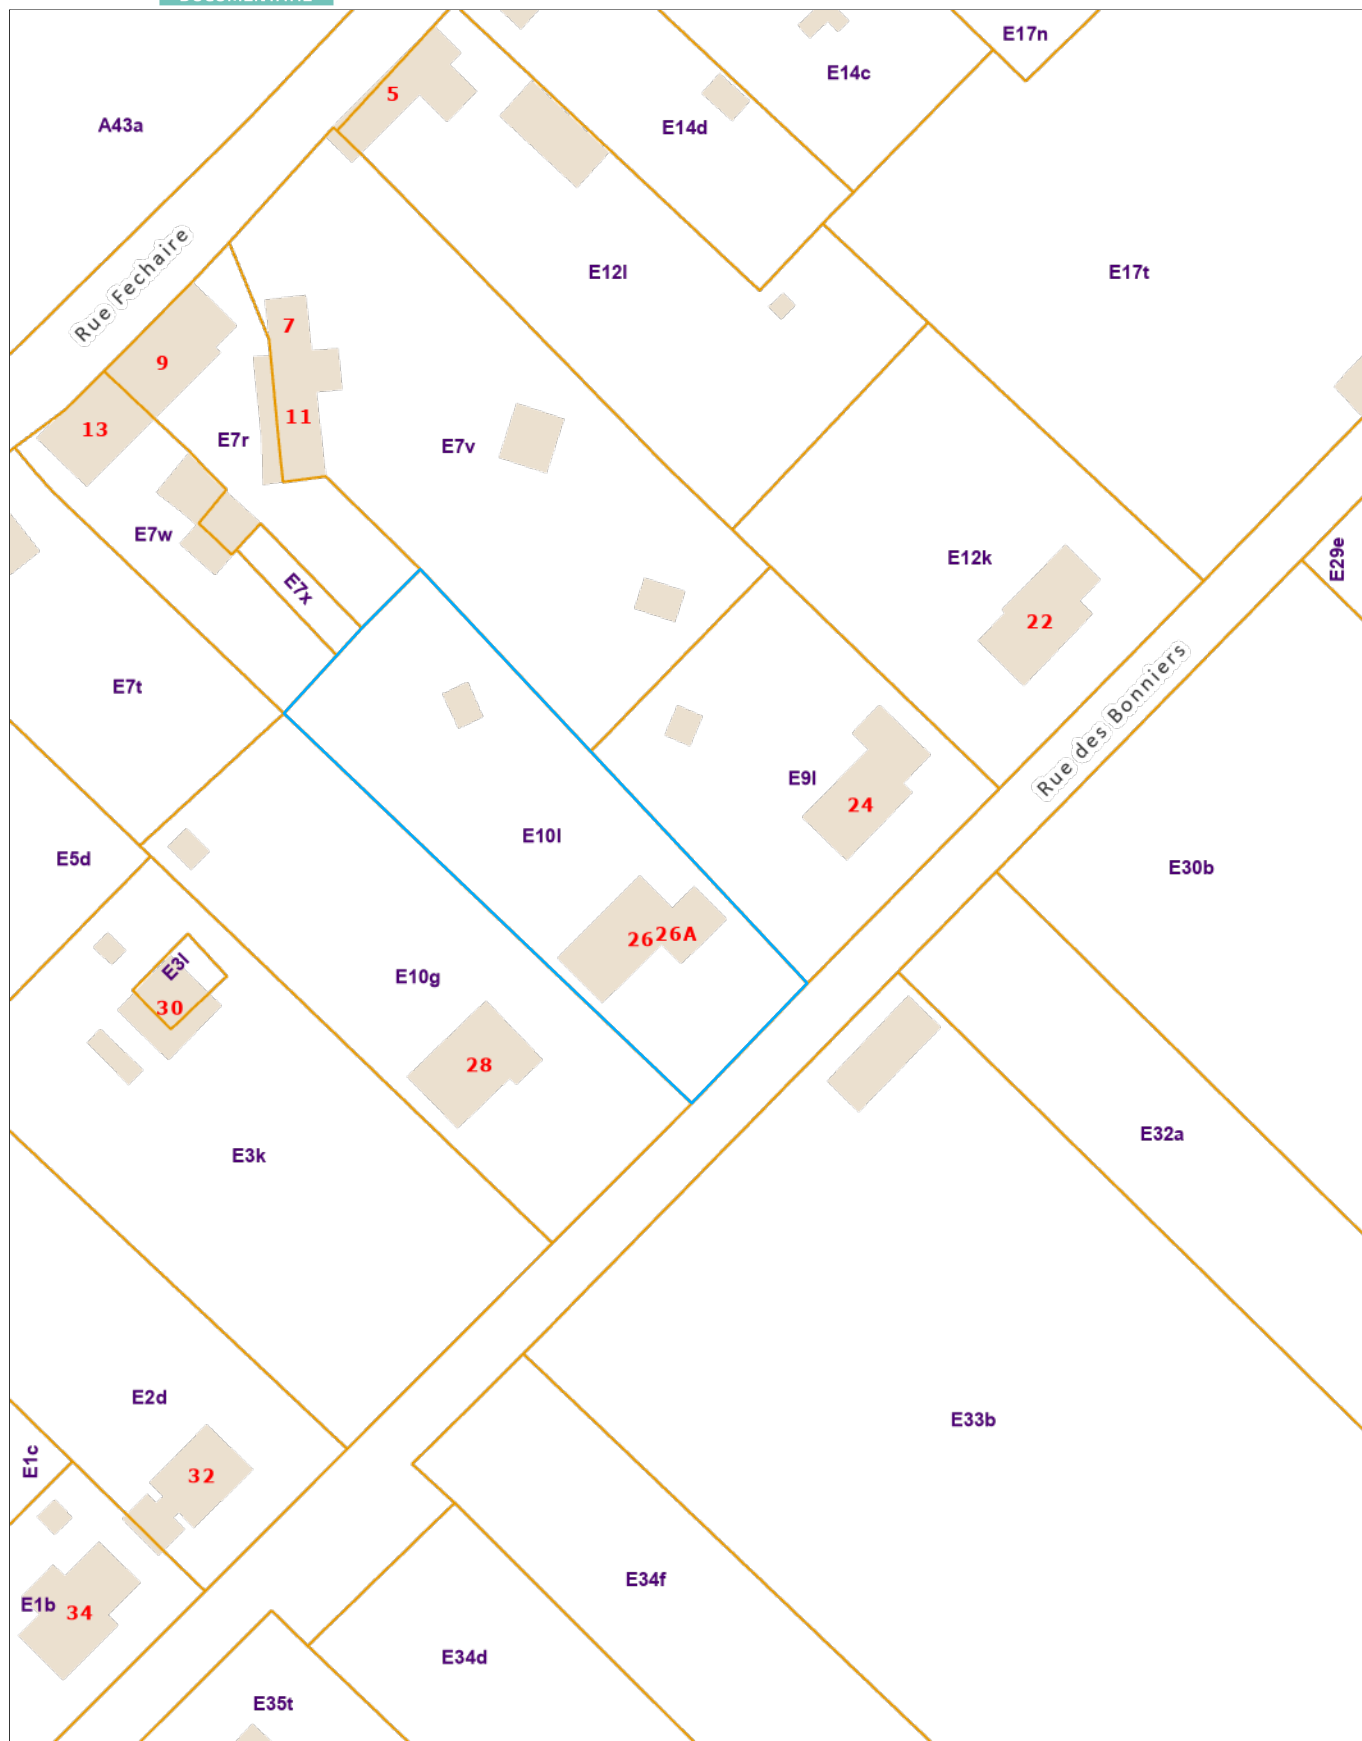 E17n
E14c
5
A43a
E14d
Rue Fechaire
E12l
E17t
7
9
11
13
E7r
E7v
E7w
E12k
E29e
E7x
22
E7t
Rue des Bonniers
E9l
24
E10l
E5d
E30b
26
26A
E3l
E10g
30
28
E32a
E3k
E2d
E33b
E1c
32
E34f
E1b
34
E34d
E35t